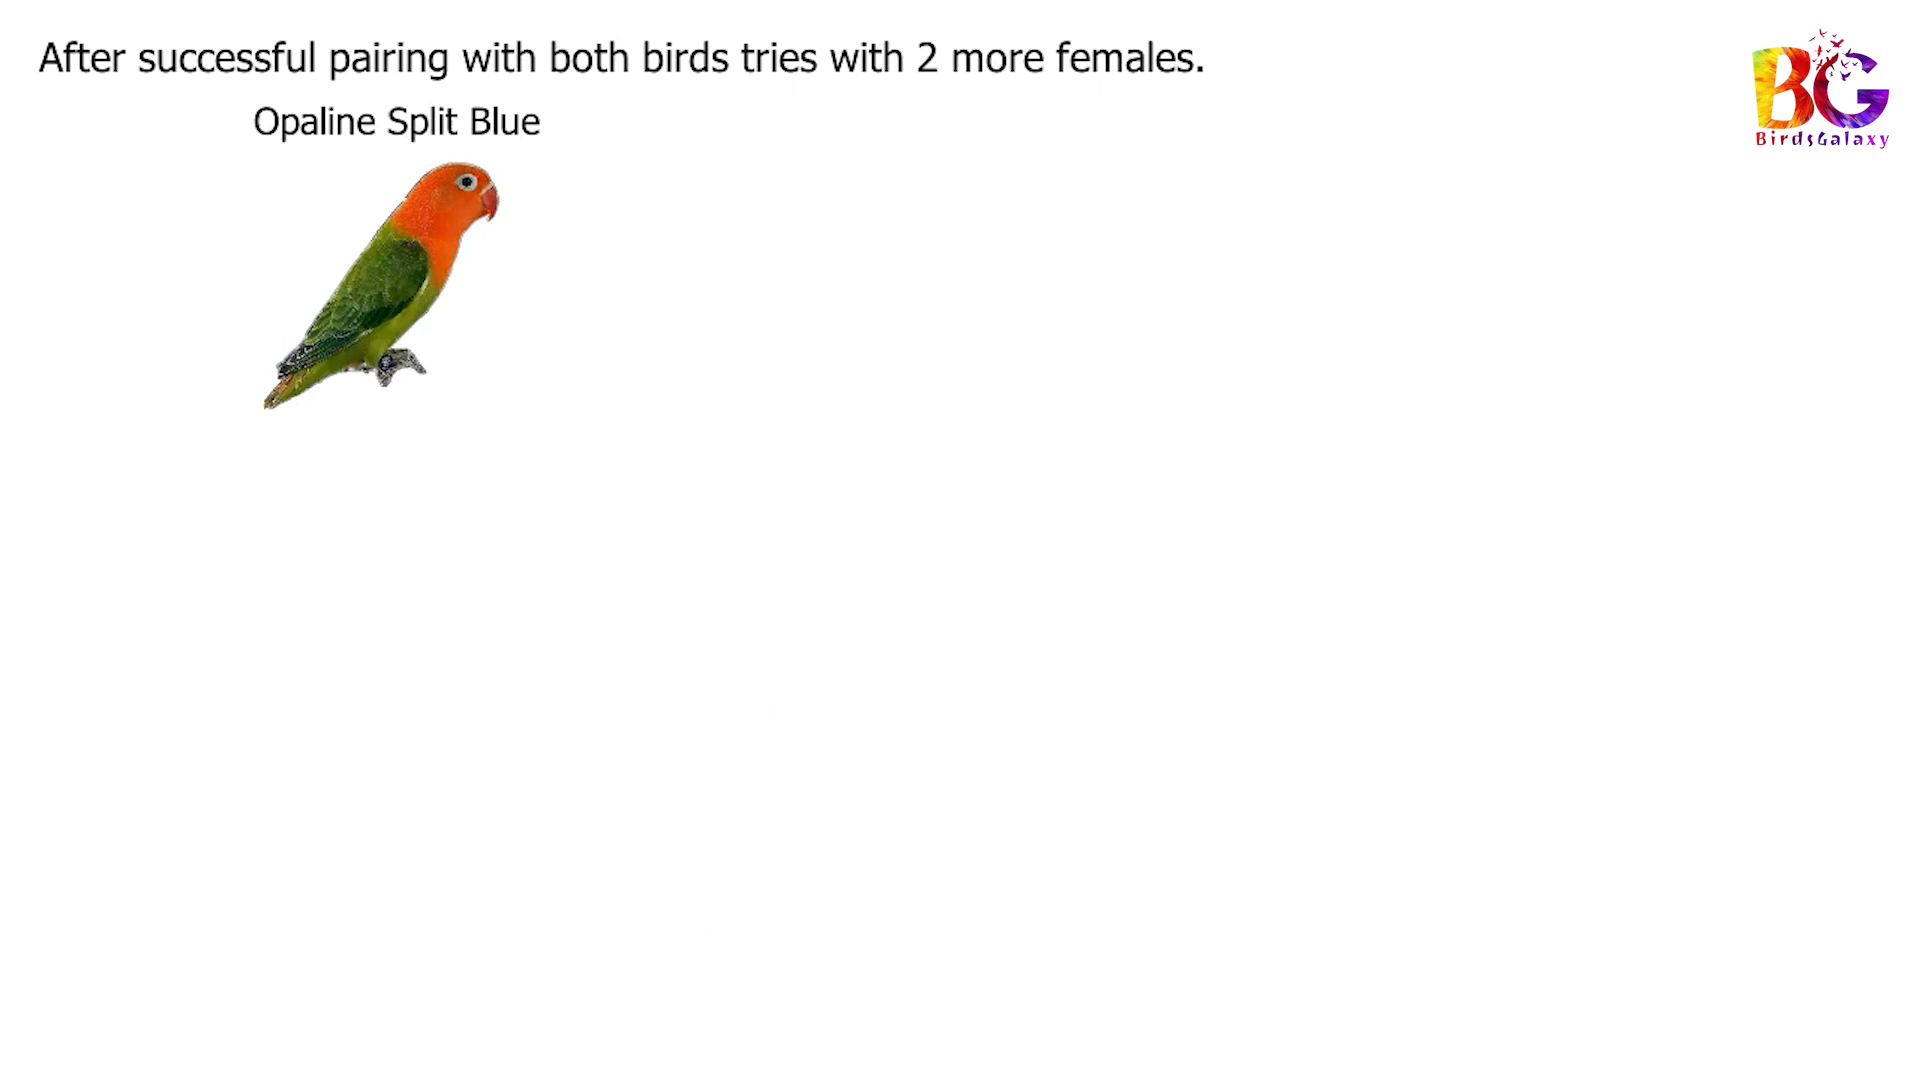 After successful pairing with both birds tries with 2 more females.
Opaline Split Blue
BG
BirdsGalaxy